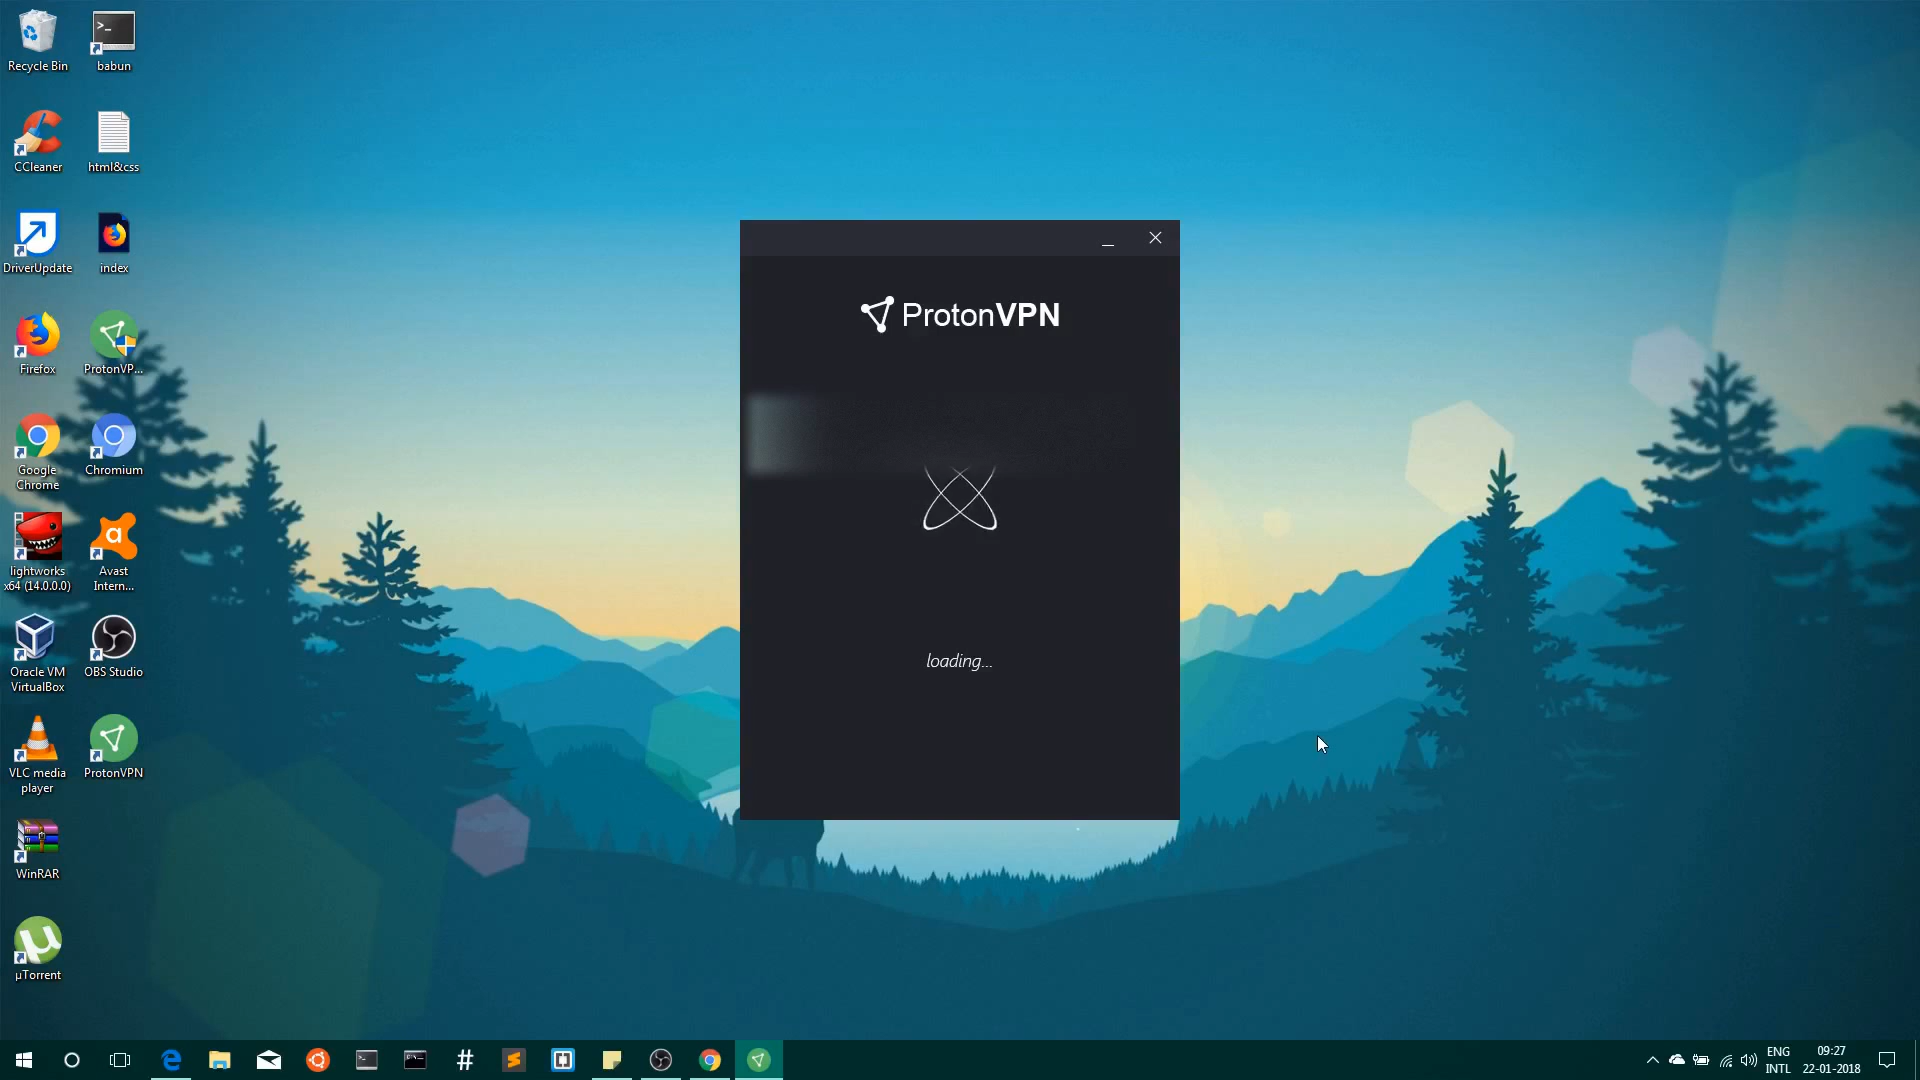 Recycle Bin
babun
CCleaner
html&css
DriverUpdate
index
Firefox
ProtonVP...
Google
Chrome
Chromium
lightworks
x64 (14.0.0.0)
Avast
Intern...
Oracle VM
VirtualBox
OBS Studio
VLC media
player
ProtonVPN
WinRAR
µTorrent
ProtonVPN
loading...
ENG
INTL
09:27
22-01-2018